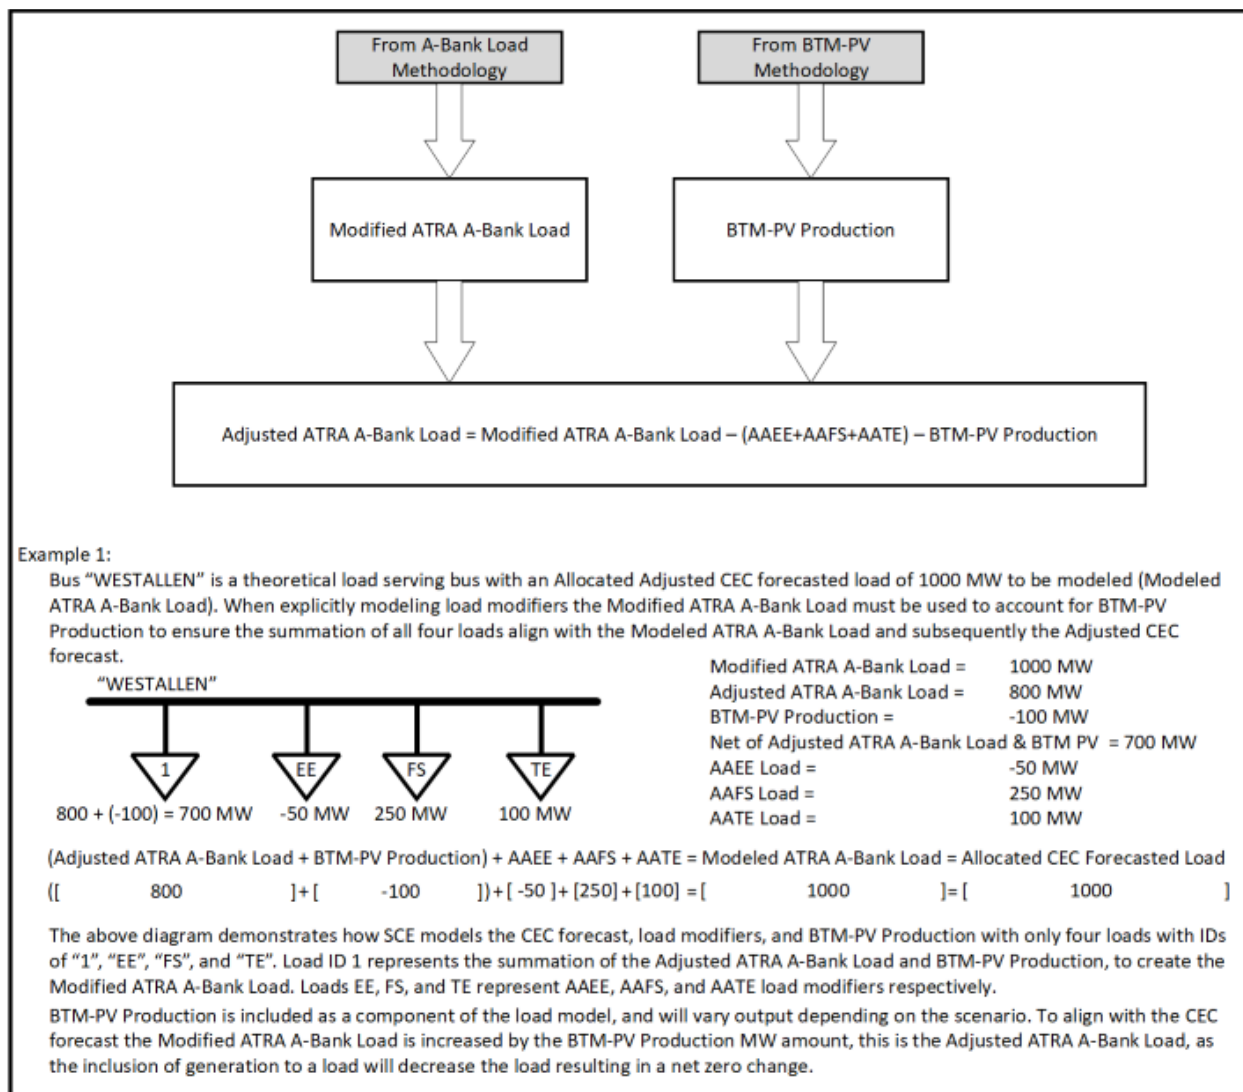 From A-Bank Load
Methodology
From BTM-PV
Methodology
Modified ATRA A-Bank Load
BTM-PV Production
Adjusted ATRA A-Bank Load = Modified ATRA A-Bank Load – (AAEE+AAFS+AATE) – BTM-PV Production
Example 1:
Bus “WESTALLEN” is a theoretical load serving bus with an Allocated Adjusted CEC forecasted load of 1000 MW to be modeled (Modeled
ATRA A-Bank Load). When explicitly modeling load modifiers the Modified ATRA A-Bank Load must be used to account for BTM-PV
Production to ensure the summation of all four loads align with the Modeled ATRA A-Bank Load and subsequently the Adjusted CEC
forecast.
“WESTALLEN”
1
EE
FS
TE
800 + (-100) = 700 MW
-50 MW
250 MW
100 MW
Modified ATRA A-Bank Load = 1000 MW
Adjusted ATRA A-Bank Load = 800 MW
BTM-PV Production = -100 MW
Net of Adjusted ATRA A-Bank Load & BTM PV = 700 MW
AAEE Load = -50 MW
AAFS Load = 250 MW
AATE Load = 100 MW
(Adjusted ATRA A-Bank Load + BTM-PV Production) + AAEE + AAFS + AATE = Modeled ATRA A-Bank Load = Allocated CEC Forecasted Load
([ 800 ]+[ -100 ])+[ -50 ]+[250]+[100] =[ 1000 ]=[ 1000 ]
The above diagram demonstrates how SCE models the CEC forecast, load modifiers, and BTM-PV Production with only four loads with IDs
of “1”, “EE”, “FS”, and “TE”. Load ID 1 represents the summation of the Adjusted ATRA A-Bank Load and BTM-PV Production, to create the
Modified ATRA A-Bank Load. Loads EE, FS, and TE represent AAEE, AAFS, and AATE load modifiers respectively.
BTM-PV Production is included as a component of the load model, and will vary output depending on the scenario. To align with the CEC
forecast the Modified ATRA A-Bank Load is increased by the BTM-PV Production MW amount, this is the Adjusted ATRA A-Bank Load, as
the inclusion of generation to a load will decrease the load resulting in a net zero change.